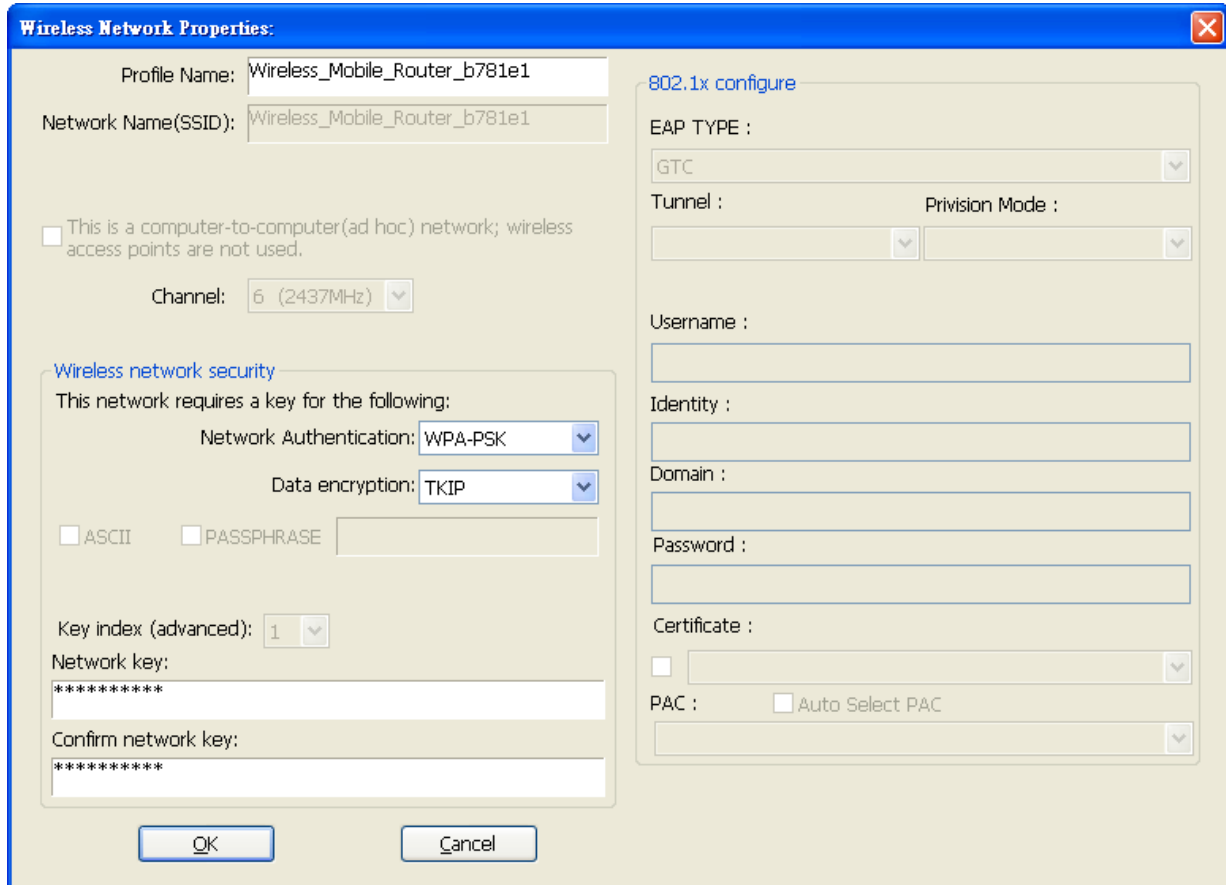 Wireless Network Properties:
Profile Name: Wireless_Mobile_Router_b781e1
Network Name(SSID): Wireless_Mobile_Router_b781e1
This is a computer-to-computer(ad hoc) network; wireless
access points are not used.
Channel: 6 (2437MHz)
Wireless network security
This network requires a key for the following:
Network Authentication: WPA-PSK
Data encryption: TKIP
ASCII PASSPHRASE
Key index (advanced): 1
Network key:
**********
Confirm network key:
**********
OK Cancel
802.1x configure
EAP TYPE :
GTC
Tunnel : Privision Mode :
Username :
Identity :
Domain :
Password :
Certificate :
PAC : Auto Select PAC